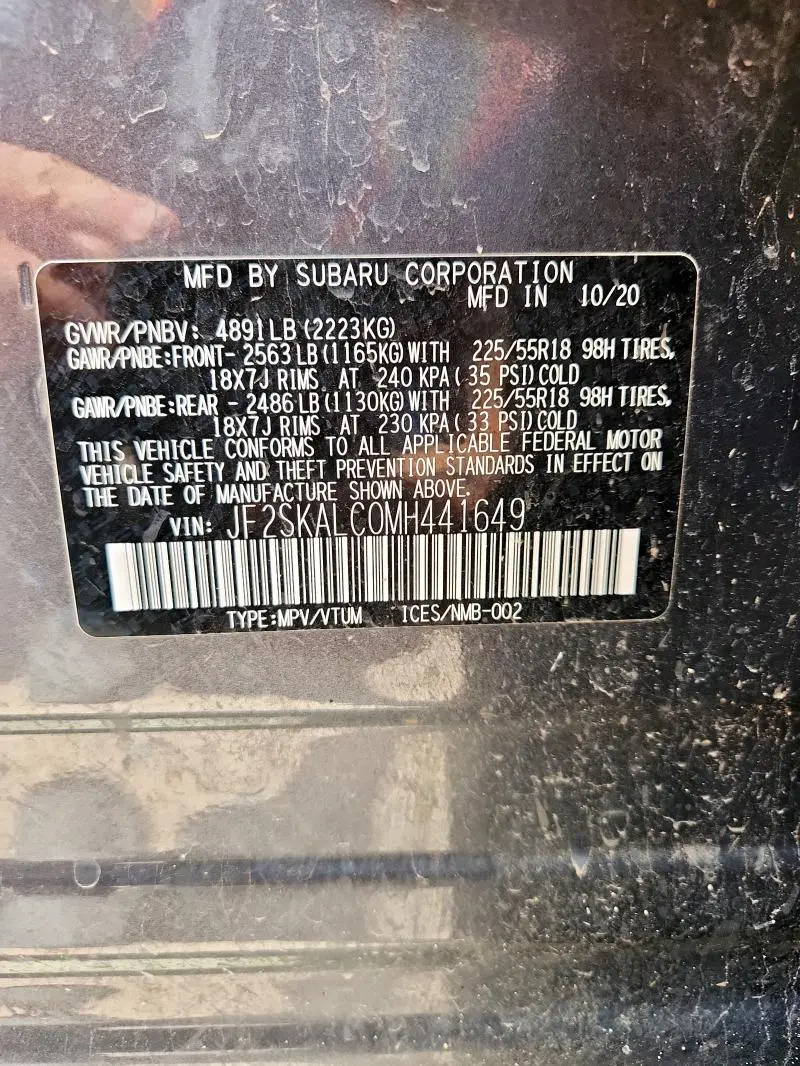 MFD BY SUBARU CORPORATION
MFD IN 10/20
GVWR/PNBV: 4891LB (2223KG)
GAWR/PNBE:FRONT- 2563 LB (1165KG) WITH 225/55R18 98H TIRES,
18X7J RIMS AT 240 KPA ( 35 PSI) COLD
GAWR/PNBE:REAR - 2486 LB (1130KG) WITH 225/55R18 98H TIRES,
18X7J RIMS AT 230 KPA ( 33 PSI) COLD
THIS VEHICLE CONFORMS TO ALL APPLICABLE FEDERAL MOTOR
VEHICLE SAFETY AND THEFT PREVENTION STANDARDS IN EFFECT ON
THE DATE OF MANUFACTURE SHOWN ABOVE.
VIN: JF2SKALC0MH441649
TYPE:MPV/VTUM ICES/NMB-002